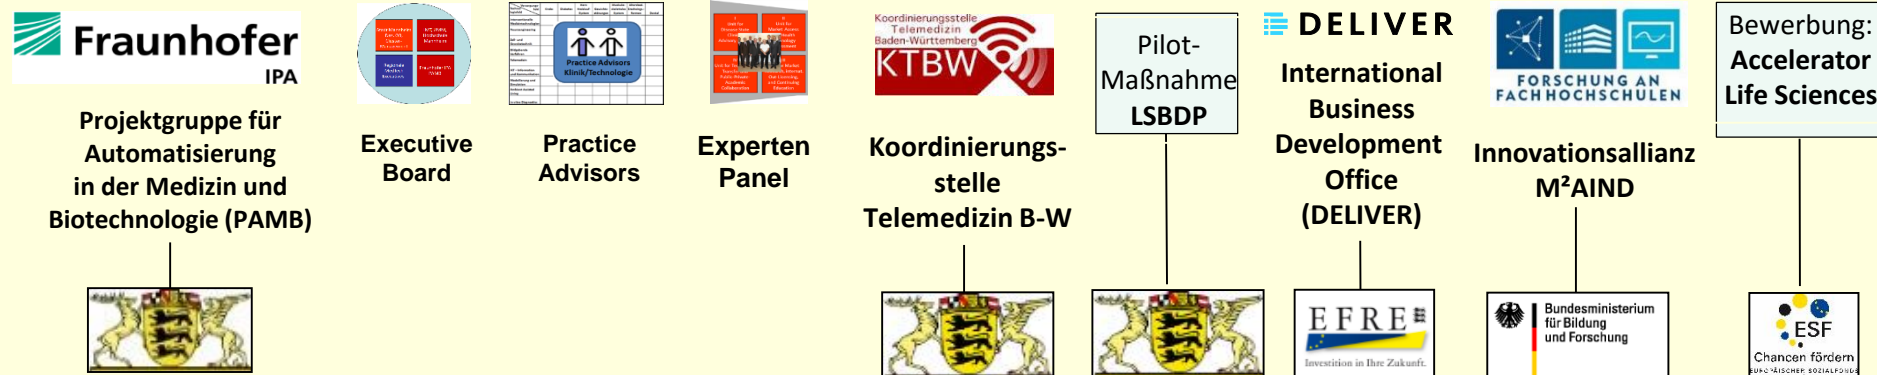 Fraunhofer
IPA
Projektgruppe für
Automatisierung
in der Medizin und
Biotechnologie (PAMB)
Executive
Board
Practice Advisors
Klinik/Technologie
Practice
Advisors
Experten
Panel
Koordinierungsstelle
Telemedizin
Baden-Württemberg
KTBW
Koordinierungs-
stelle
Telemedizin B-W
Pilot-
Maßnahme
LSBDP
DELIVER
International
Business
Development
Office
(DELIVER)
FORSCHUNG AN
FACHHOCHSCHULEN
Innovationsallianz
M²AIND
Bewerbung:
Accelerator
Life Sciences
EFRE
Investition in Ihre Zukunft.
Bundesministerium
für Bildung
und Forschung
ESF
Chancen fördern
EUROPÄISCHER SOZIALFONDS